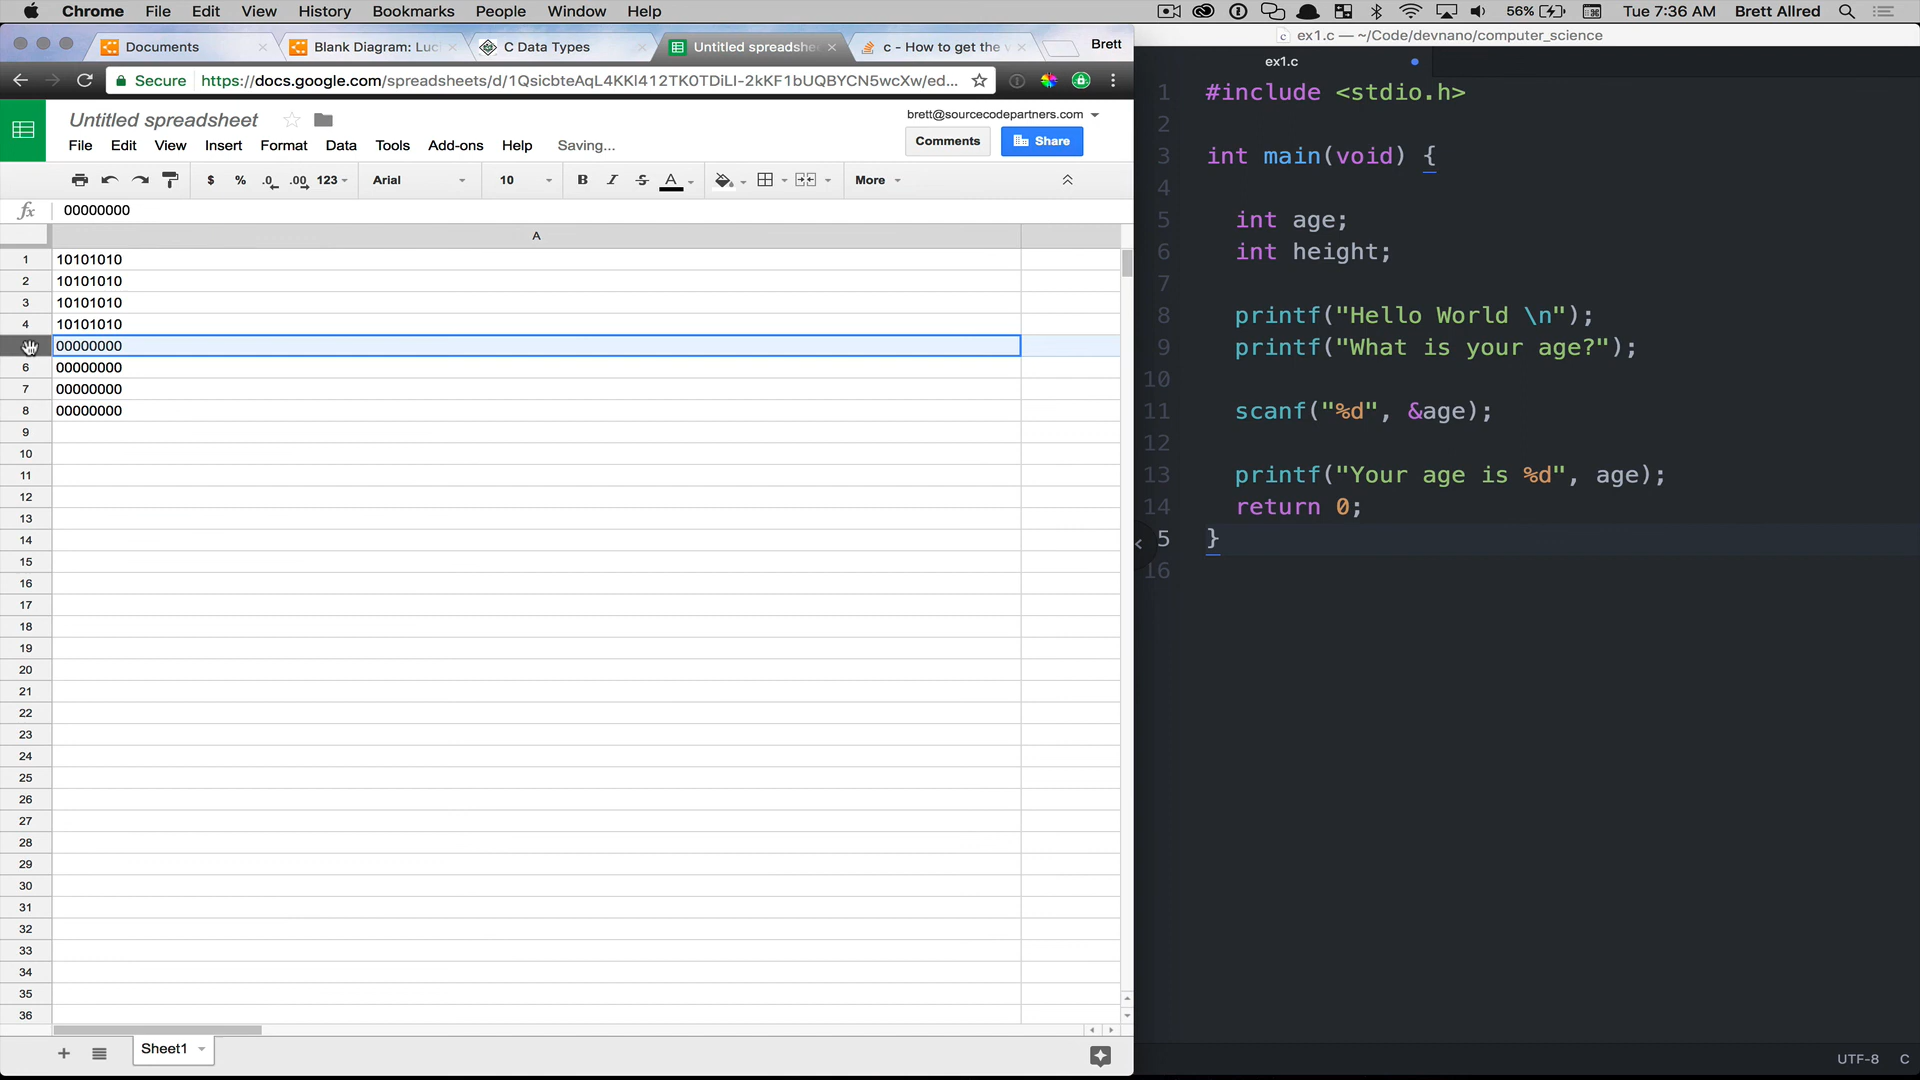 Chrome File Edit View History Bookmarks People Window Help 56% Tue 7:36 AM Brett Allred
Documents Blank Diagram: Luci C Data Types Untitled spreadshe c - How to get the v Brett
Secure https://docs.google.com/spreadsheets/d/1QsicbteAqL4KKI412TK0TDiLI-2kKF1bUQBYCN5wcXw/ed...
Untitled spreadsheet brett@sourcecodepartners.com
File Edit View Insert Format Data Tools Add-ons Help Saving... Comments Share
$ % .0 .00 123 Arial 10 B I S A More
fx 00000000
A
1 10101010
2 10101010
3 10101010
4 10101010
00000000
6 00000000
7 00000000
8 00000000
9
10
11
12
13
14
15
16
17
18
19
20
21
22
23
24
25
26
27
28
29
30
31
32
33
34
35
36
Sheet1
ex1.c — ~/Code/devnano/computer_science
ex1.c
1 #include <stdio.h>
2
3 int main(void) {
4
5 int age;
6 int height;
7
8 printf("Hello World \n");
9 printf("What is your age?");
10
11 scanf("%d", &age);
12
13 printf("Your age is %d", age);
14 return 0;
5 }
16
UTF-8 C